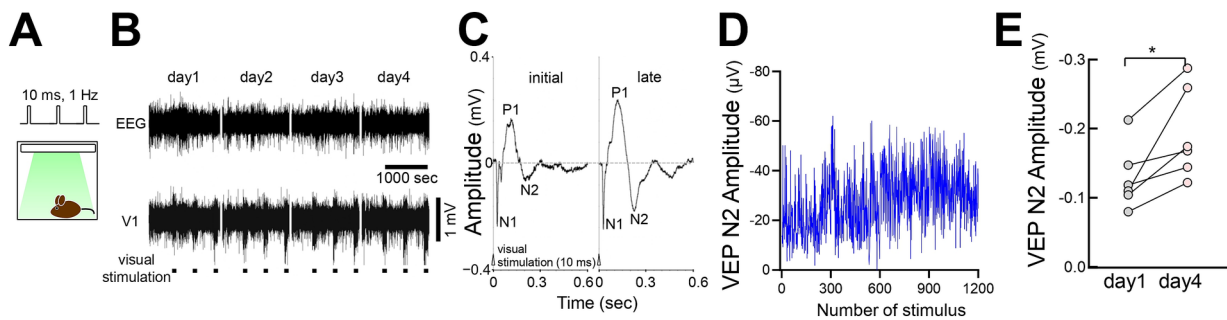 A
10 ms, 1 Hz
B
day1 day2 day3 day4
EEG
1000 sec
V1
1 mV
visual
stimulation
C
Amplitude (mV)
0.4
0
−0.4
initial late
P1
N1
N2
P1
N1
N2
visual
stimulation (10 ms)
0 0.3 0.6 0 0.3 0.6
Time (sec)
D
VEP N2 Amplitude (μV)
-80
-60
-40
-20
0
0 300 600 900 1200
Number of stimulus
E
VEP N2 Amplitude (mV)
*
-0.3
-0.2
-0.1
0.0
day1 day4